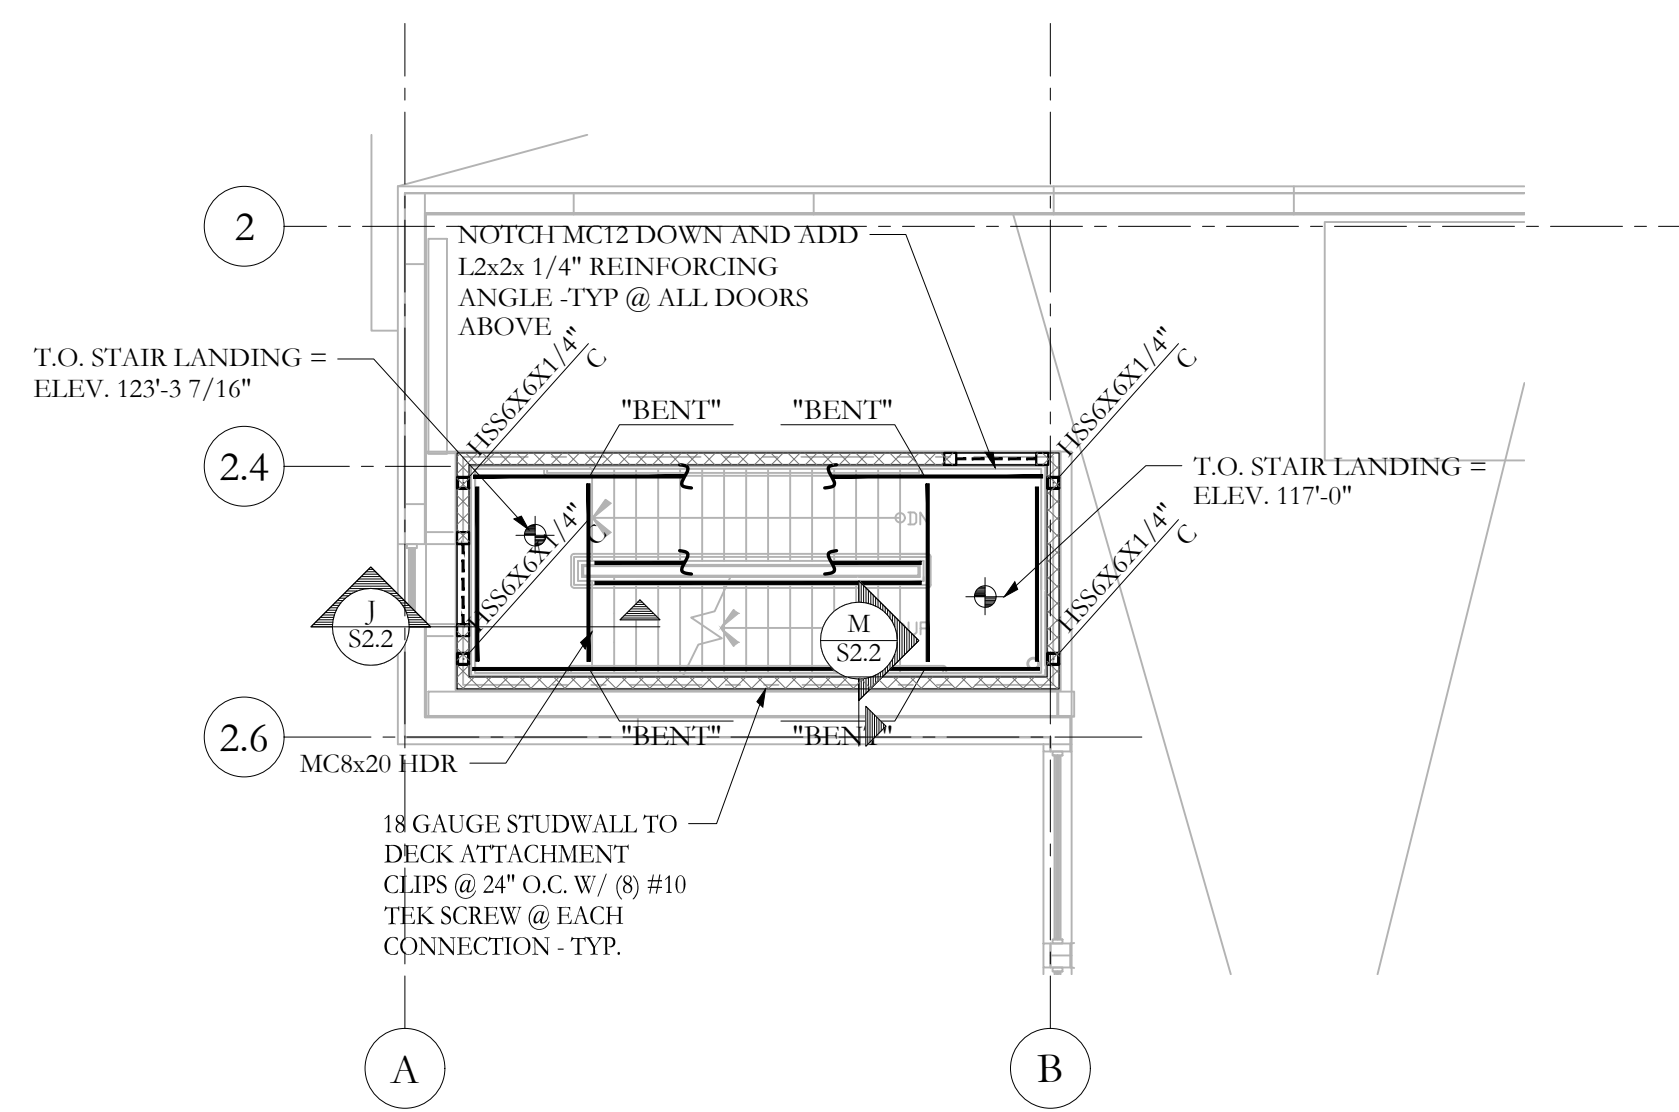 2
NOTCH MC12 DOWN AND ADD
L2x2x 1/4" REINFORCING
ANGLE -TYP @ ALL DOORS
ABOVE
T.O. STAIR LANDING =
ELEV. 123'-3 7/16"
HSS6X6X1/4"
C
HSS6X6X1/4"
C
"BENT"
"BENT"
2.4
T.O. STAIR LANDING =
ELEV. 117'-0"
DN
HSS6X6X1/4"
C
HSS6X6X1/4"
C
J
S2.2
M
S2.2
UP
2.6
"BENT"
"BENT"
MC8x20 HDR
18 GAUGE STUDWALL TO
DECK ATTACHMENT
CLIPS @ 24" O.C. W/ (8) #10
TEK SCREW @ EACH
CONNECTION - TYP.
A
B